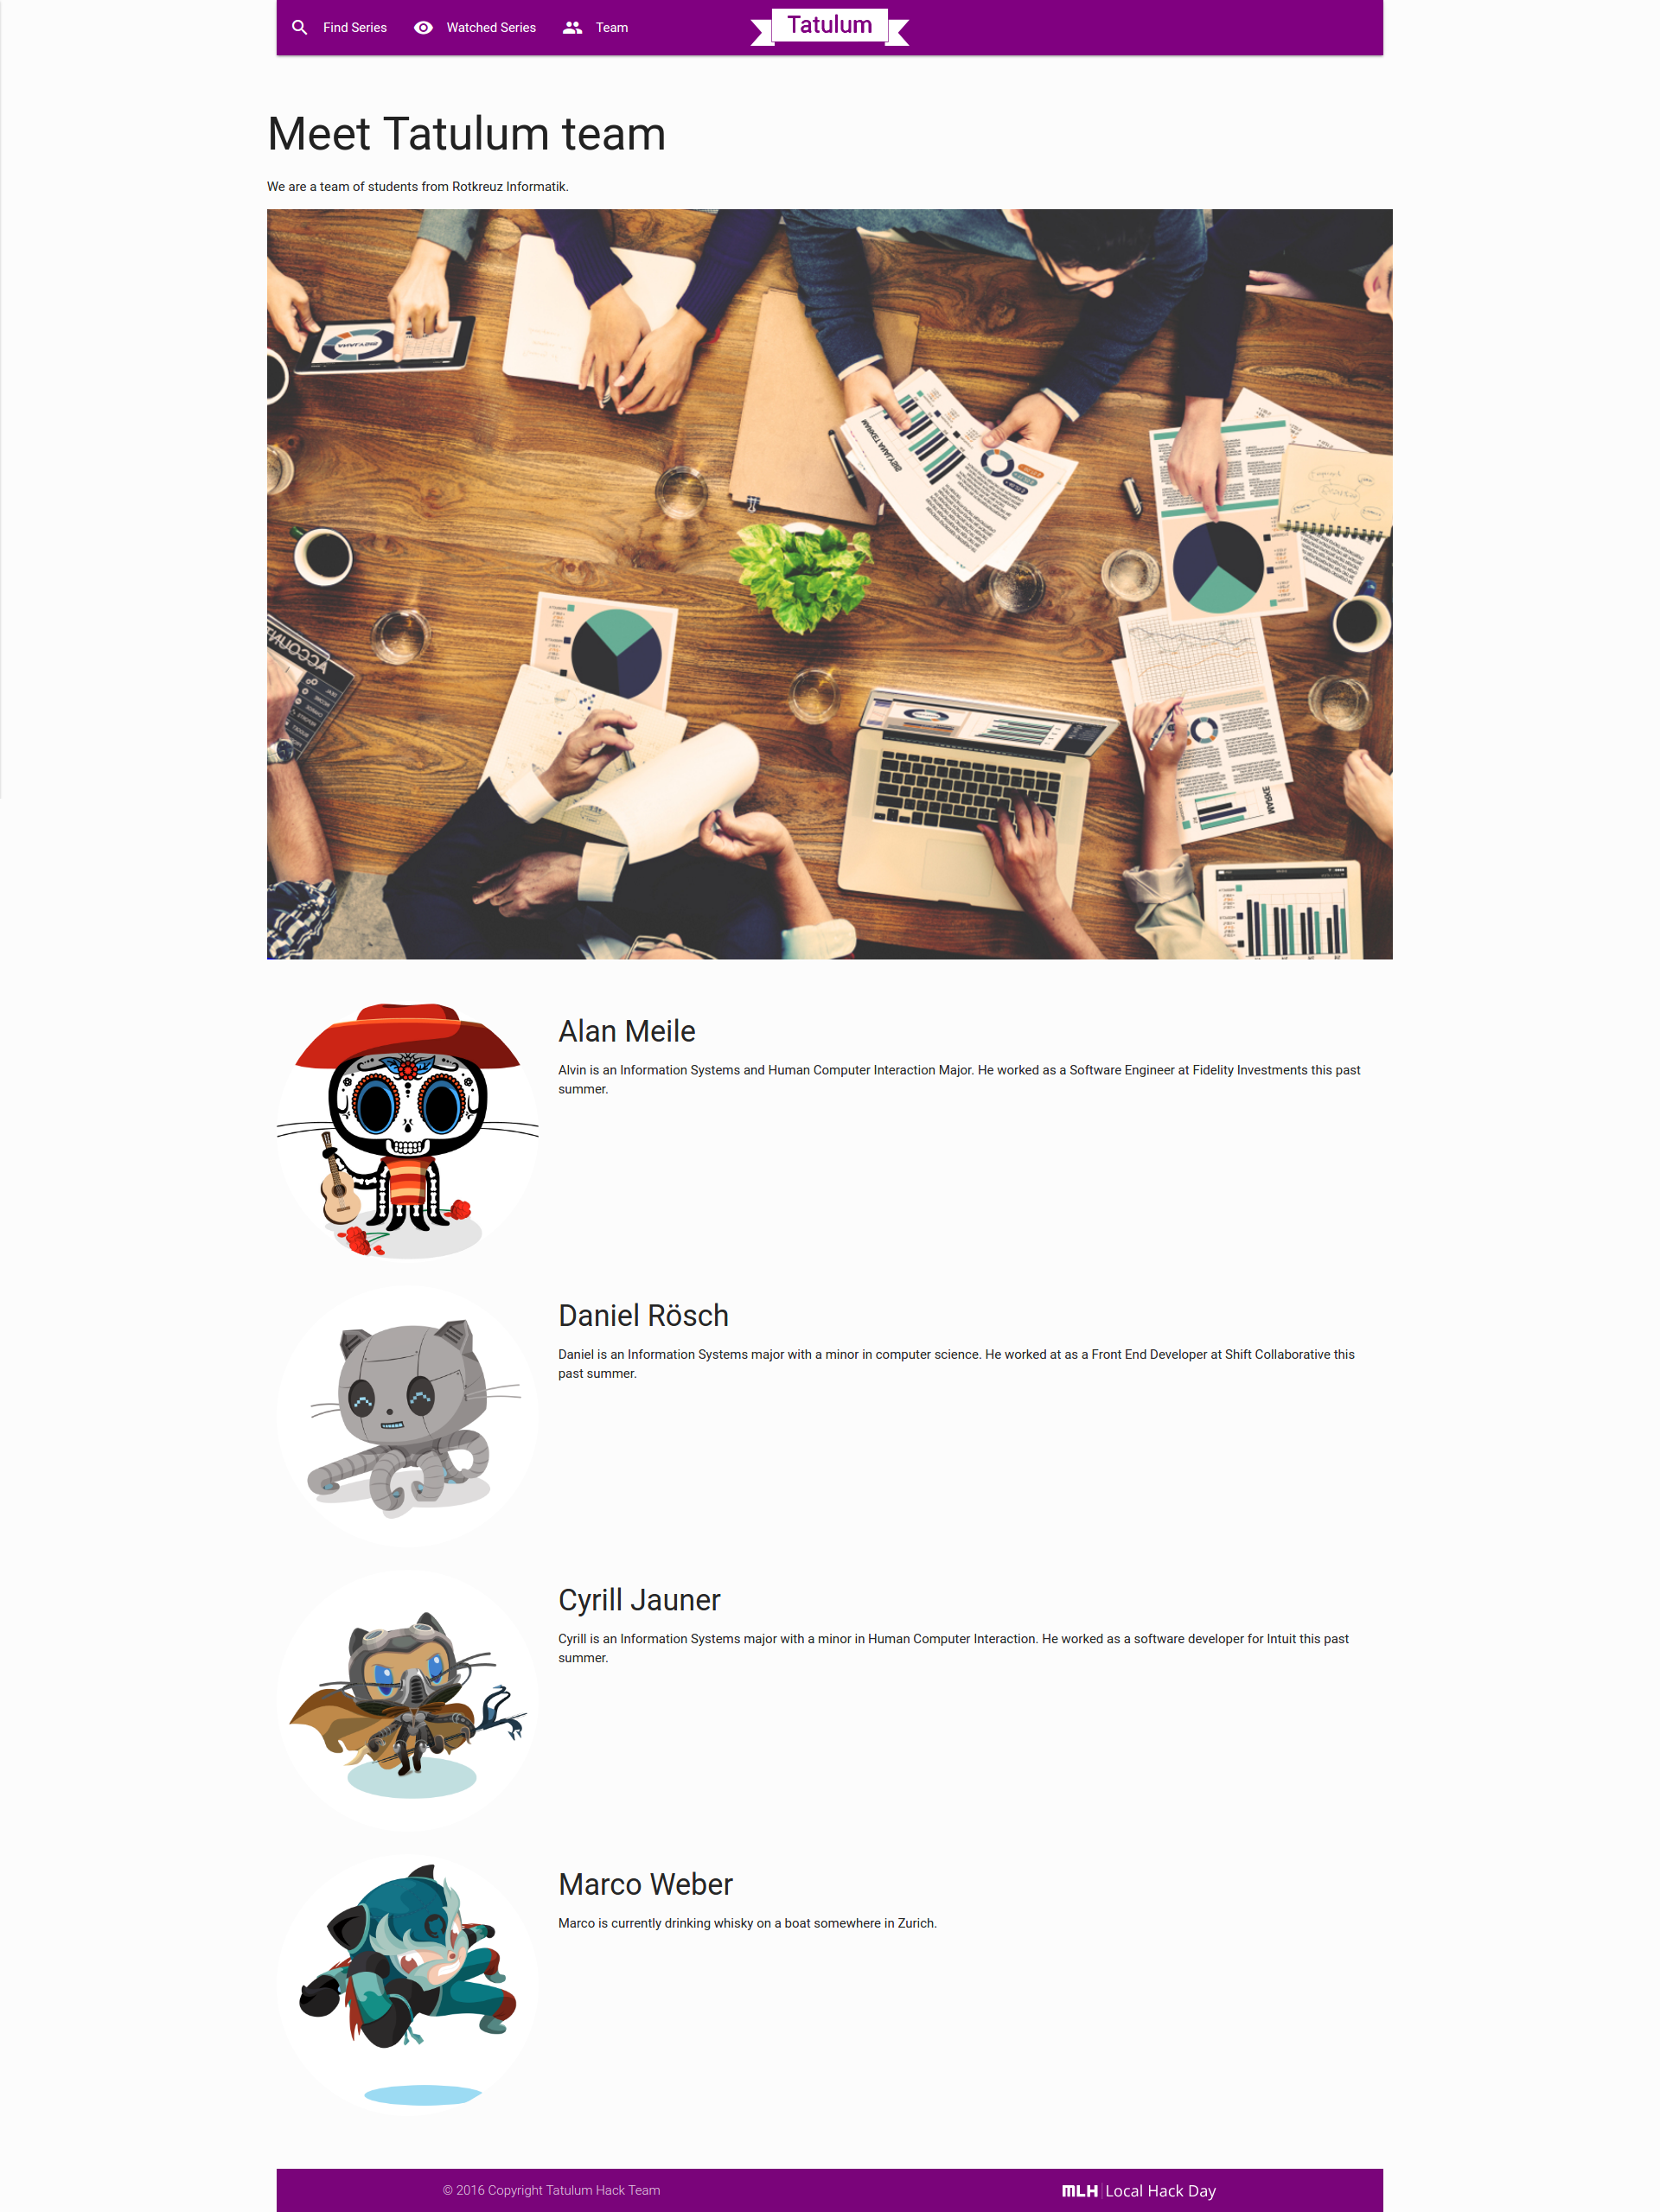 Find Series
Watched Series
Team
Tatulum
Meet Tatulum team
We are a team of students from Rotkreuz Informatik.
Alan Meile
Alvin is an Information Systems and Human Computer Interaction Major. He worked as a Software Engineer at Fidelity Investments this past
summer.
Daniel Rösch
Daniel is an Information Systems major with a minor in computer science. He worked at as a Front End Developer at Shift Collaborative this
past summer.
Cyrill Jauner
Cyrill is an Information Systems major with a minor in Human Computer Interaction. He worked as a software developer for Intuit this past
summer.
Marco Weber
Marco is currently drinking whisky on a boat somewhere in Zurich.
© 2016 Copyright Tatulum Hack Team
MLH Local Hack Day